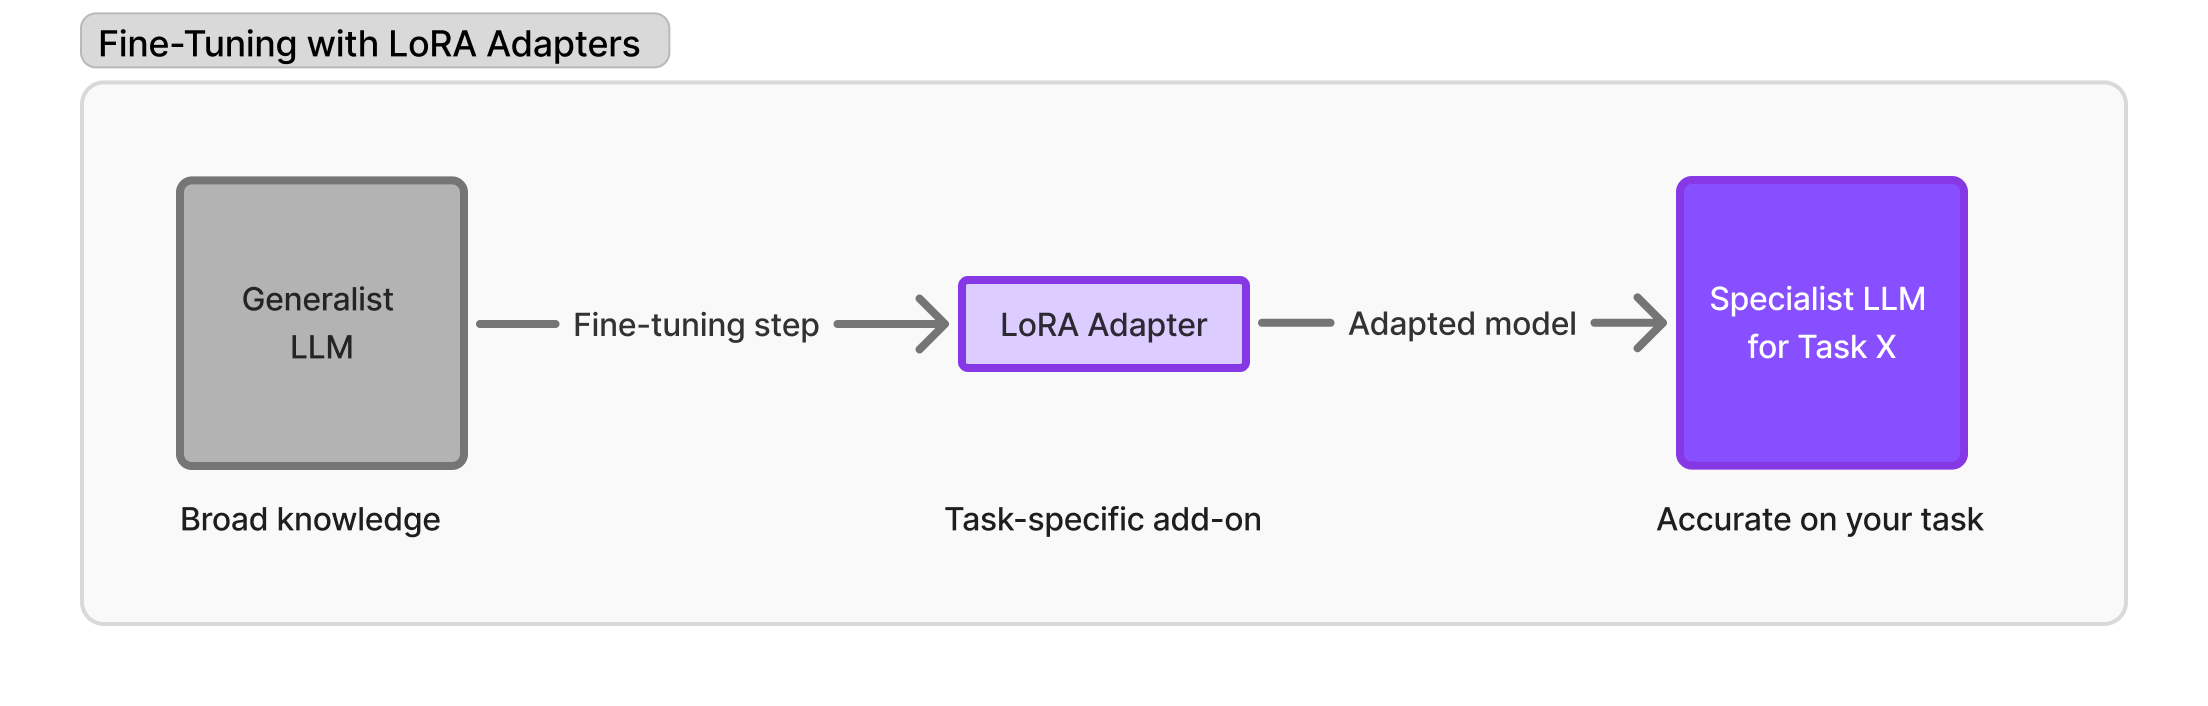 Fine-Tuning with LoRA Adapters
Generalist
LLM
Fine-tuning step
LoRA Adapter
Adapted model
Specialist LLM
for Task X
Broad knowledge
Task-specific add-on
Accurate on your task